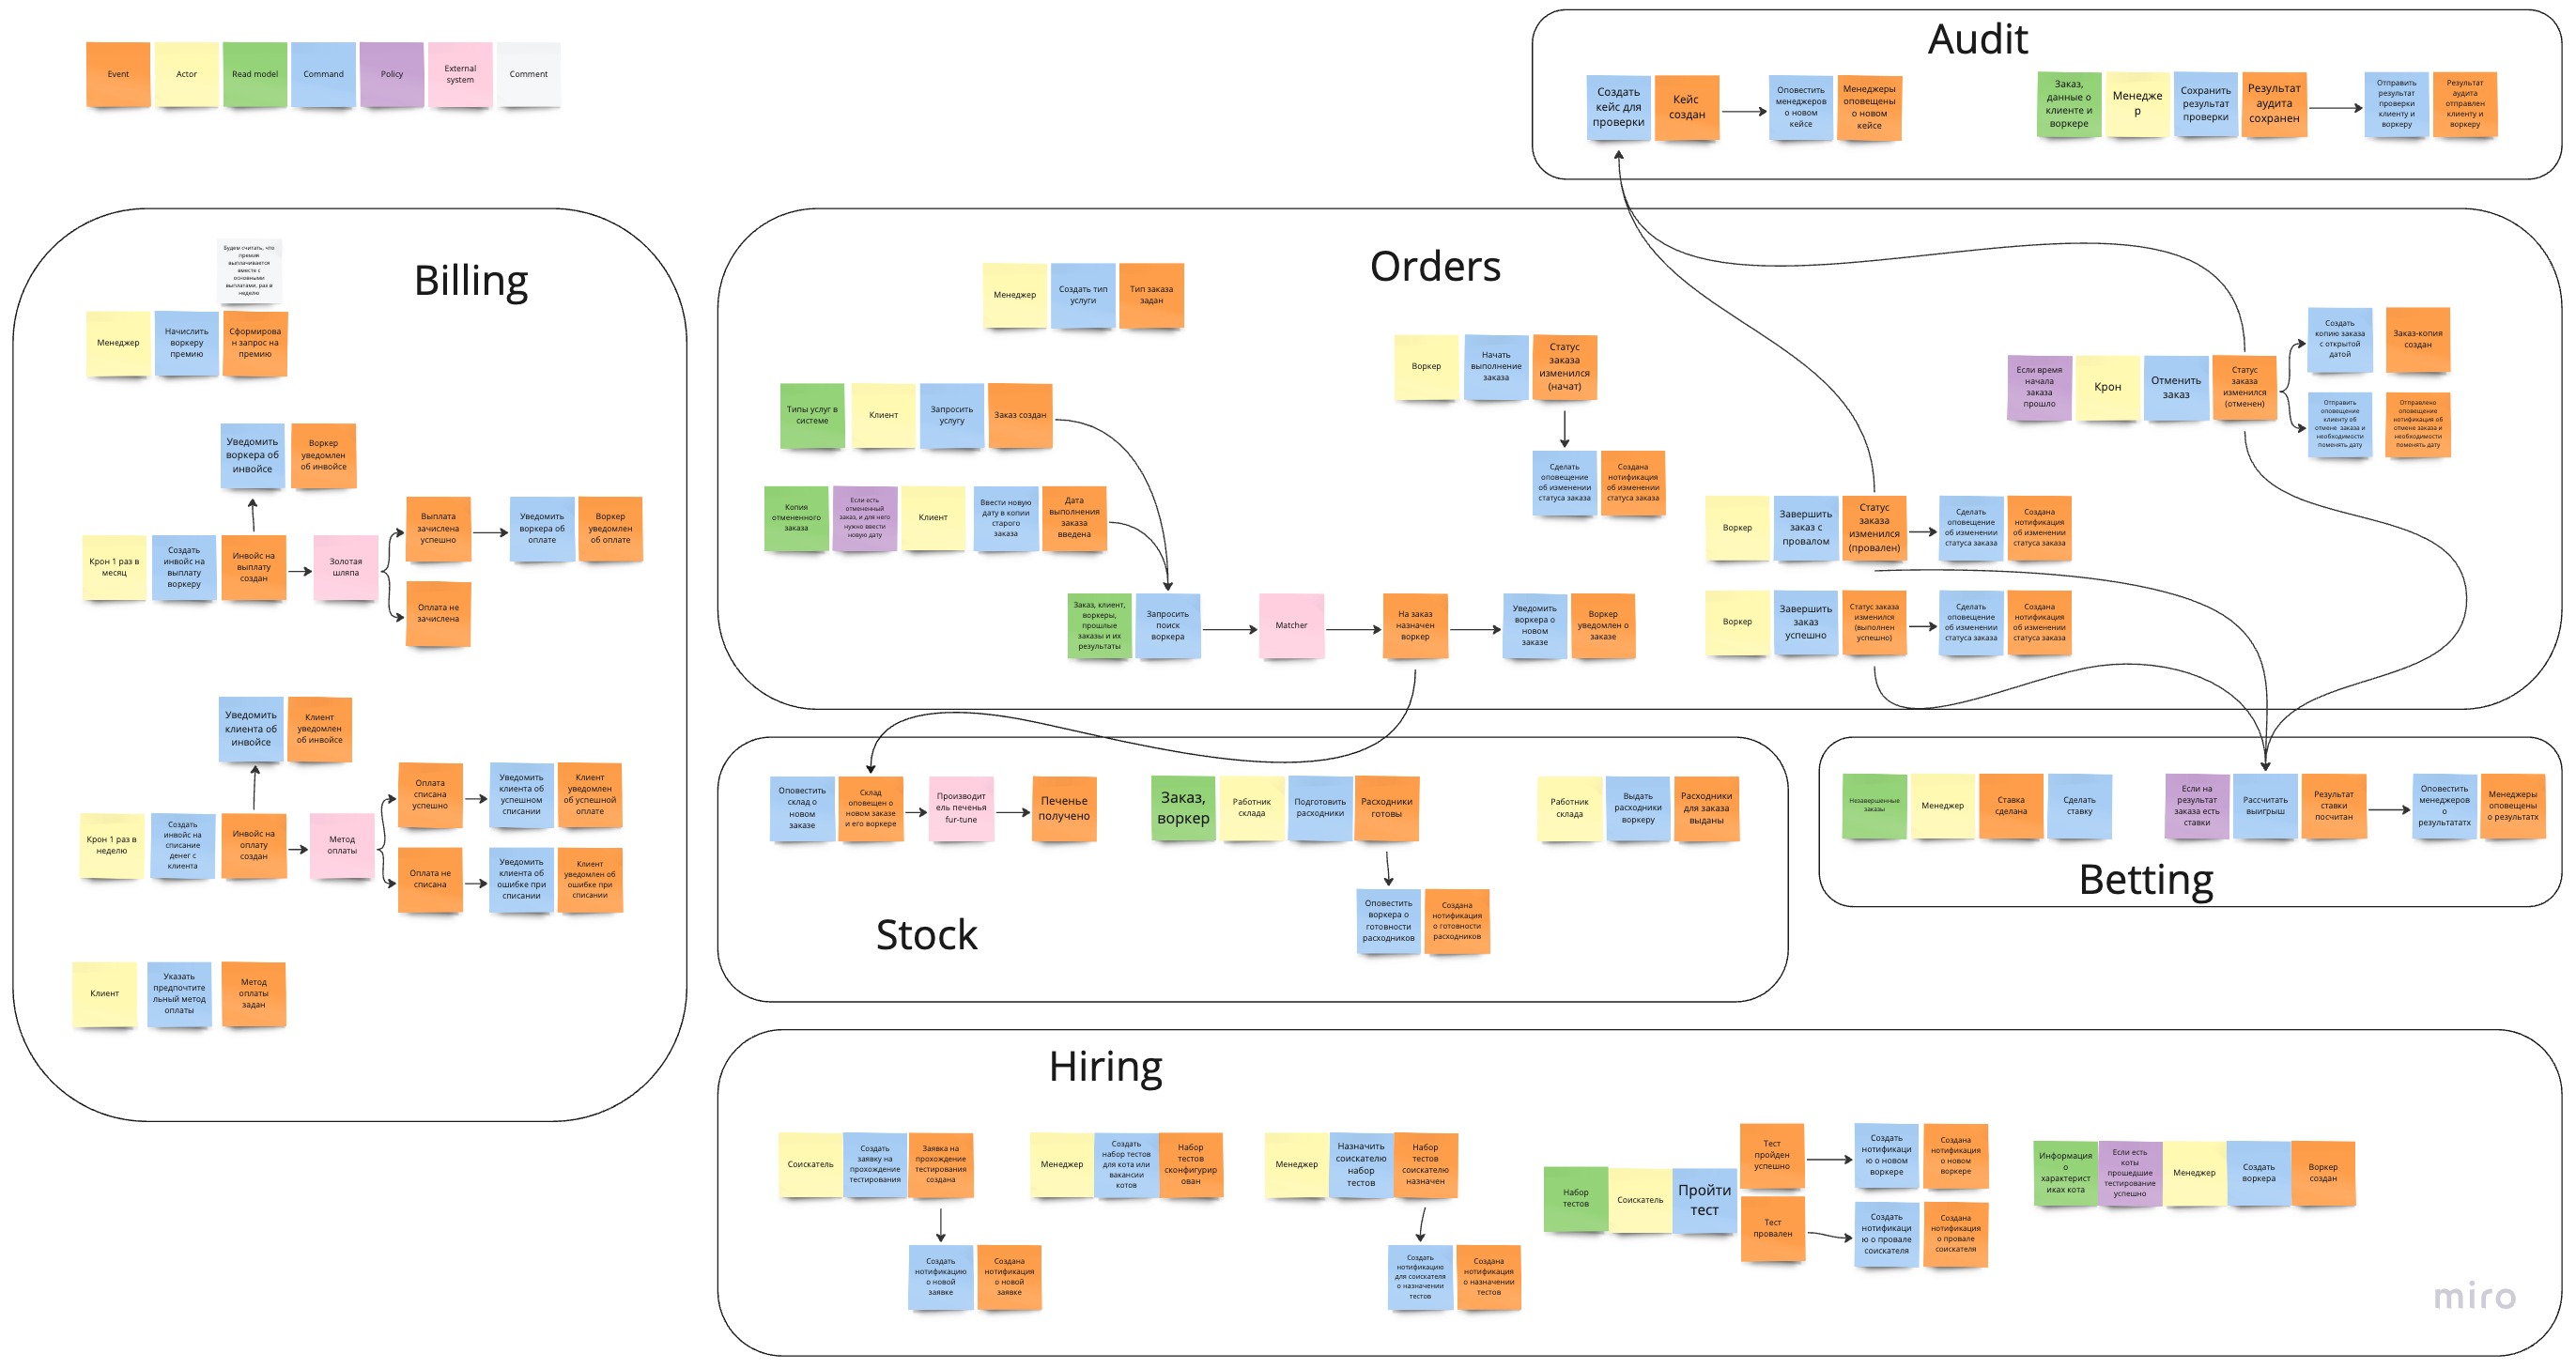 Event
Actor
Read model
Command
Policy
External
system
Comment
Audit
Создать
кейс для
проверки
Кейс
создан
Оповестить
менеджеров
о новом
кейсе
Менеджеры
оповещены
о новом
кейсе
Заказ,
данные о
клиенте и
воркере
Менедже
р
Сохранить
результат
проверки
Результат
аудита
сохранен
Отправить
результат
проверки
клиенту и
воркеру
Результат
аудита
отправлен
клиенту и
воркеру
Billing
Будем считать, что
премия
выплачивается
вместе с
основными
выплатами, раз в
неделю
Менеджер
Начислить
воркеру
премию
Сформирова
н запрос на
премию
Уведомить
воркера об
инвойсе
Воркер
уведомлен
об инвойсе
Крон 1 раз в
месяц
Создать
инвойс на
выплату
воркеру
Инвойс на
выплату
создан
Золотая
шляпа
Выплата
зачислена
успешно
Уведомить
воркера об
оплате
Воркер
уведомлен
об оплате
Оплата не
зачислена
Уведомить
клиента об
инвойсе
Клиент
уведомлен
об инвойсе
Крон 1 раз в
неделю
Создать
инвойс на
списание
денег с
клиента
Инвойс на
оплату
создан
Метод
оплаты
Оплата
списана
успешно
Уведомить
клиента об
успешном
списании
Клиент
уведомлен
об успешной
оплате
Оплата не
списана
Уведомить
клиента об
ошибке при
списании
Клиент
уведомлен об
ошибке при
списании
Клиент
Указать
предпочтите
льный метод
оплаты
Метод
оплаты
задан
Orders
Менеджер
Создать тип
услуги
Тип заказа
задан
Типы услуг в
системе
Клиент
Запросить
услугу
Заказ создан
Копия
отмененного
заказа
Если есть
отмененный
заказ, и для него
нужно ввести
новую дату
Клиент
Ввести новую
дату в копии
старого
заказа
Дата
выполнения
заказа
введена
Заказ, клиент,
воркеры,
прошлые
заказы и их
результаты
Запросить
поиск
воркера
Matcher
На заказ
назначен
воркер
Уведомить
воркера о
новом
заказе
Воркер
уведомлен о
заказе
Воркер
Начать
выполнение
заказа
Статус
заказа
изменился
(начат)
Сделать
оповещение
об изменении
статуса заказа
Создана
нотификация
об изменении
статуса заказа
Воркер
Завершить
заказ с
провалом
Статус
заказа
изменился
(провален)
Сделать
оповещение
об изменении
статуса заказа
Создана
нотификация
об изменении
статуса заказа
Воркер
Завершить
заказ
успешно
Статус заказа
изменился
(выполнен
успешно)
Сделать
оповещение
об изменении
статуса заказа
Создана
нотификация
об изменении
статуса заказа
Если время
начала
заказа
прошло
Крон
Отменить
заказ
Статус
заказа
изменился
(отменен)
Создать
копию заказа
с открытой
датой
Заказ-копия
создан
Отправить
оповещение
клиенту об
отмене заказа и
необходимости
поменять дату
Отправлено
оповещение
нотификация об
отмене заказа и
необходимости
поменять дату
Оповестить
склад о
новом
заказе
Склад
оповещен о
новом заказе
и его воркере
Производит
ель печенья
fur-tune
Печенье
получено
Заказ,
воркер
Работник
склада
Подготовить
расходники
Расходники
готовы
Работник
склада
Выдать
расходники
воркеру
Расходники
для заказа
выданы
Оповестить
воркера о
готовности
расходников
Создана
нотификация
о готовности
расходников
Stock
Незавершенные
заказы
Менеджер
Ставка
сделана
Сделать
ставку
Если на
результат
заказа есть
ставки
Рассчитать
выигрыш
Результат
ставки
посчитан
Оповестить
менеджеров
о
результататх
Менеджеры
оповещены
о результатх
Betting
Hiring
Соискатель
Создать
заявку на
прохождение
тестирования
Заявка на
прохождение
тестирования
создана
Создать
нотификацию
о новой
заявке
Создана
нотификация
о новой
заявке
Менеджер
Создать
набор тестов
для кота или
вакансии
котов
Набор
тестов
сконфигурир
ован
Менеджер
Назначить
соискателю
набор
тестов
Набор
тестов
соискателю
назначен
Создать
нотификацию
для соискателя
о назначении
тестов
Создана
нотификация
о назначении
тестов
Набор
тестов
Соискатель
Пройти
тест
Тест
пройден
успешно
Создать
нотификаци
ю о новом
воркере
Создана
нотификация
о новом
воркере
Тест
провален
Создать
нотификаци
ю о провале
соискателя
Создана
нотификация
о провале
соискателя
Информация
о
характерист
иках кота
Если есть
коты
прошедшие
тестирование
успешно
Менеджер
Создать
воркера
Воркер
создан
miro